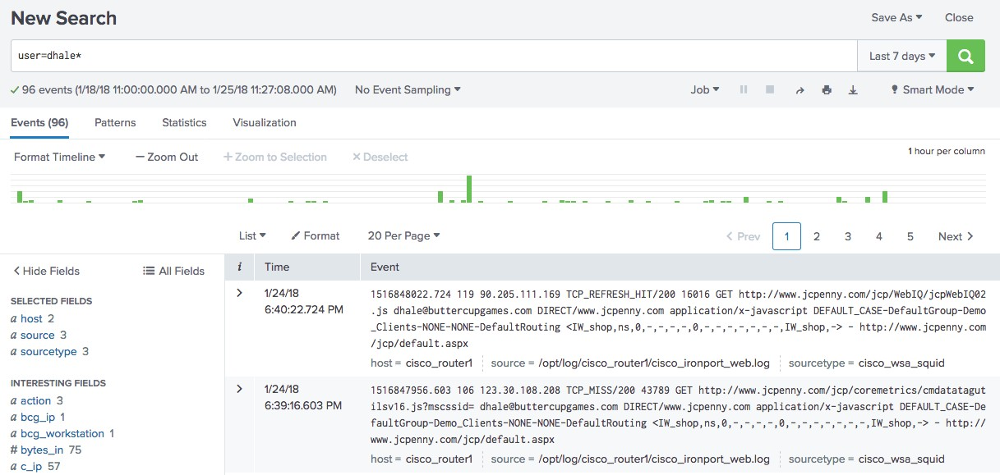 New Search
Save As
Close
user=dhale*
Last 7 days
96 events (1/18/18 11:00:00.000 AM to 1/25/18 11:27:08.000 AM)
No Event Sampling
Job
Smart Mode
Events (96)
Patterns
Statistics
Visualization
Format Timeline
— Zoom Out
+ Zoom to Selection
× Deselect
1 hour per column
List
Format
20 Per Page
< Prev
1
2
3
4
5
Next >
< Hide Fields
All Fields
SELECTED FIELDS
a host 2
a source 3
a sourcetype 3
INTERESTING FIELDS
a action 3
a bcg_ip 1
a bcg_workstation 1
# bytes_in 75
a c_ip 57
i
Time
Event
>
1/24/18
6:40:22.724 PM
1516848022.724 119 90.205.111.169 TCP_REFRESH_HIT/200 16016 GET http://www.jcpenny.com/jcp/WebIQ/jcpWebIQ02
.js dhale@buttercupgames.com DIRECT/www.jcpenny.com application/x-javascript DEFAULT_CASE-DefaultGroup-Demo
_Clients-NONE-NONE-DefaultRouting <IW_shop,ns,0,-,-,-,-,0,-,-,-,-,-,-,-,IW_shop,-> - http://www.jcpenny.com
/jcp/default.aspx
host = cisco_router1
source = /opt/log/cisco_router1/cisco_ironport_web.log
sourcetype = cisco_wsa_squid
>
1/24/18
6:39:16.603 PM
1516847956.603 106 123.30.108.208 TCP_MISS/200 43789 GET http://www.jcpenny.com/jcp/coremetrics/cmdatatagut
ilsv16.js?mscssid= dhale@buttercupgames.com DIRECT/www.jcpenny.com application/x-javascript DEFAULT_CASE-De
faultGroup-Demo_Clients-NONE-NONE-DefaultRouting <IW_shop,ns,0,-,-,-,-,0,-,-,-,-,-,-,-,IW_shop,-> - http://
www.jcpenny.com/jcp/default.aspx
host = cisco_router1
source = /opt/log/cisco_router1/cisco_ironport_web.log
sourcetype = cisco_wsa_squid